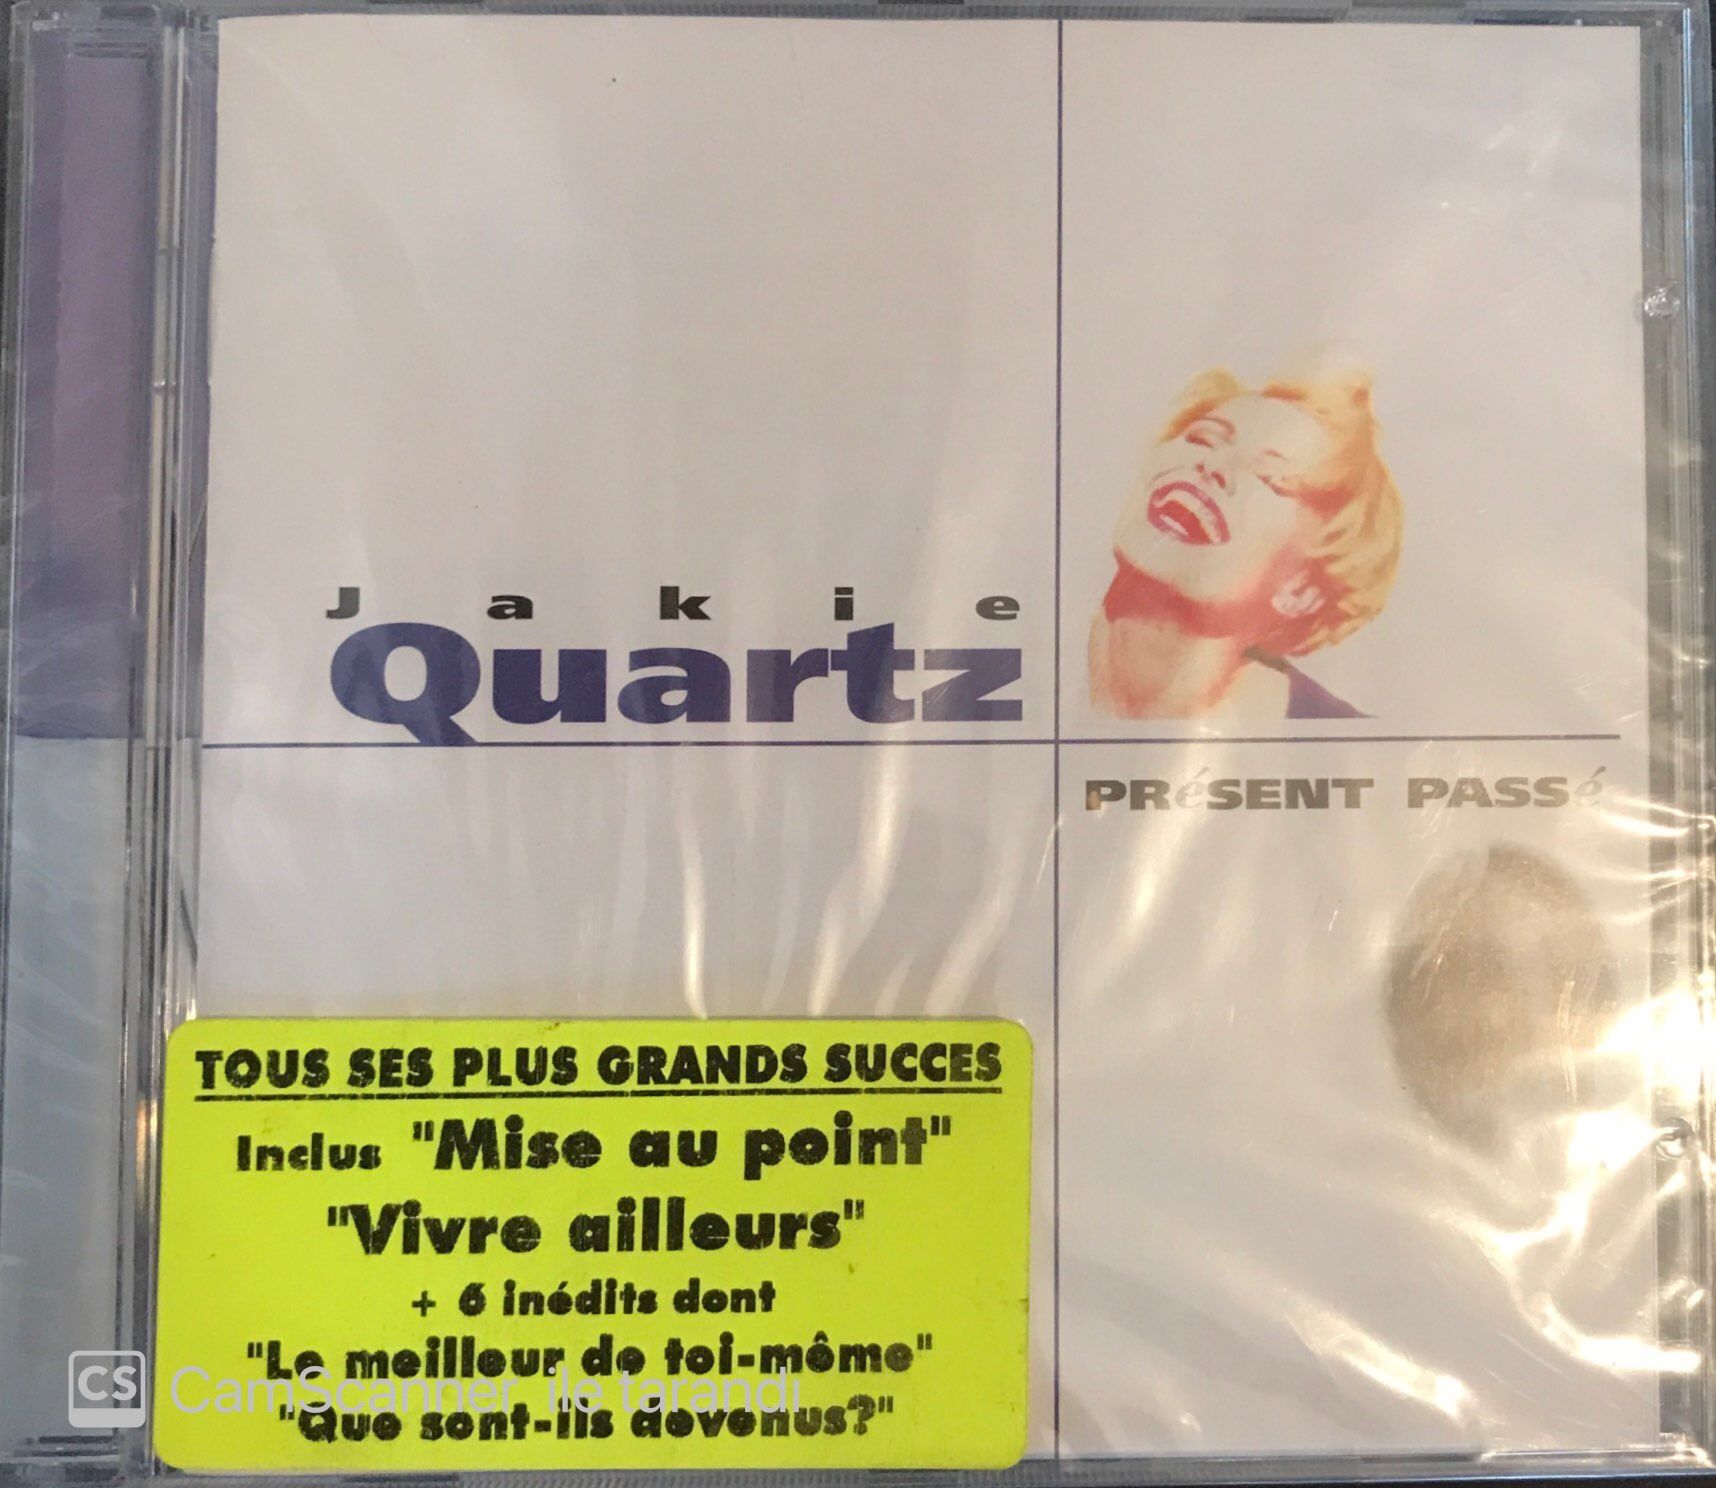 Jakie
Quartz
PRéSENT PASSé
TOUS SES PLUS GRANDS SUCCES
Inclus "Mise au point"
"Vivre ailleurs"
+ 6 inédits dont
"Le meilleur de toi-même"
"Que sont-ils devenus?"
CS CamScanner ile tarandı